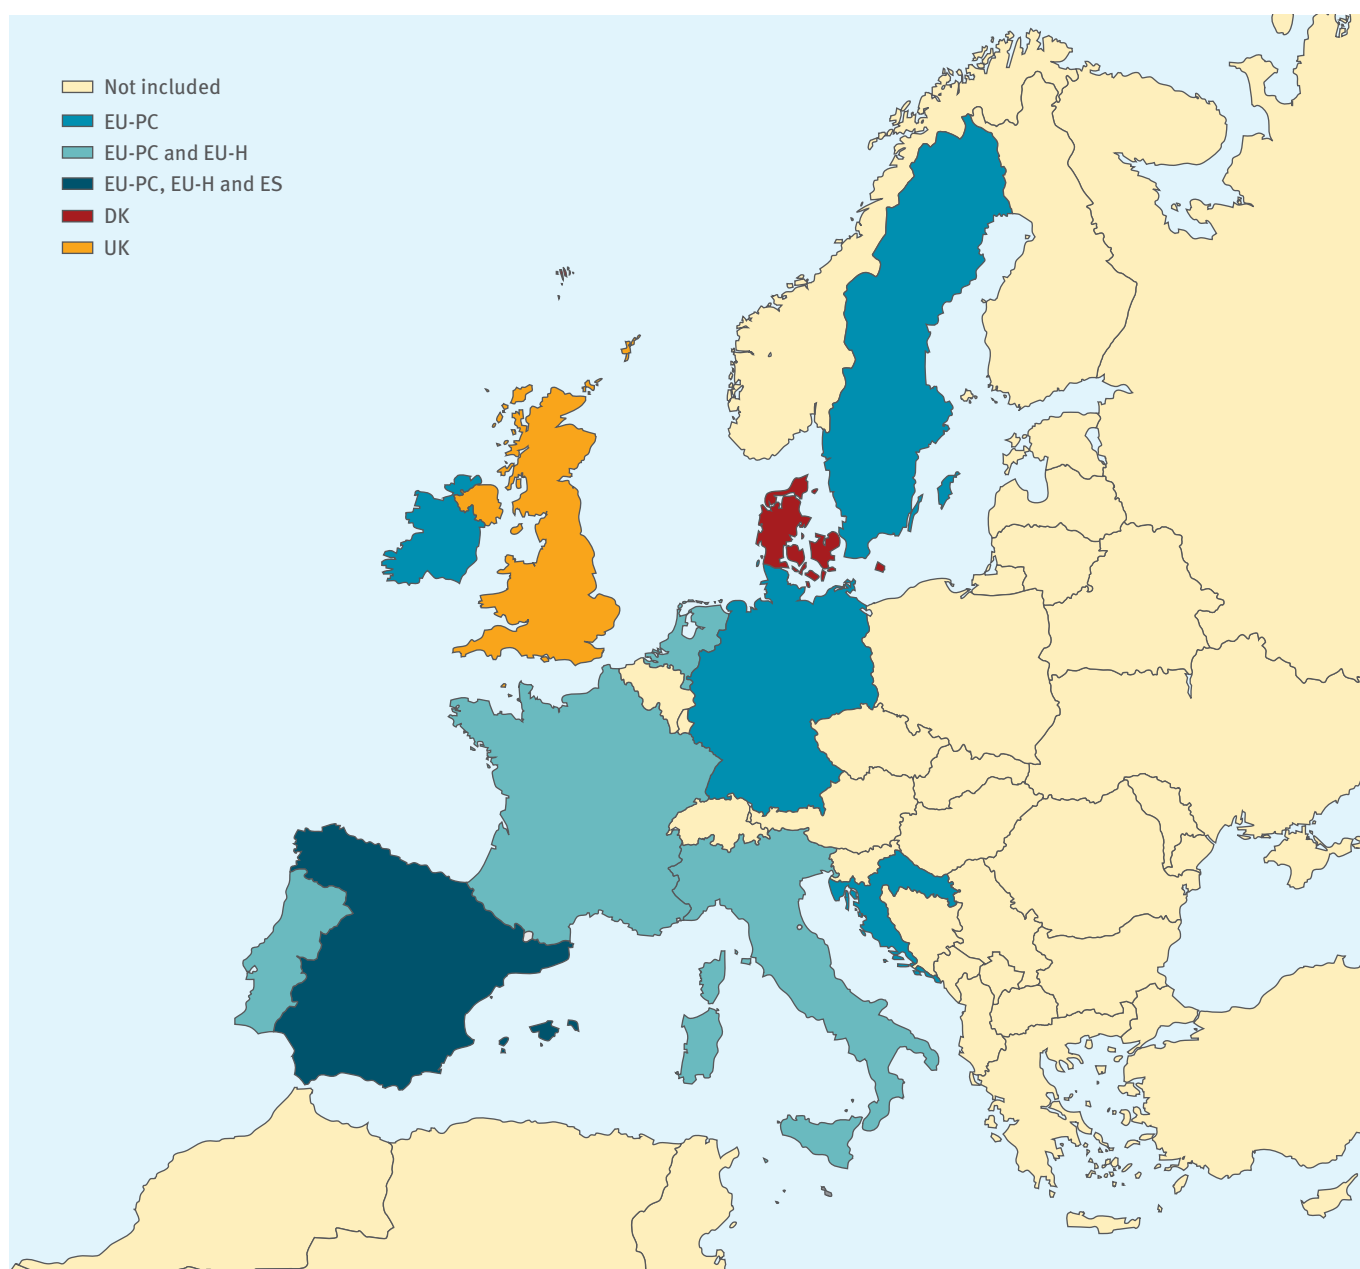 Not included
EU-PC
EU-PC and EU-H
EU-PC, EU-H and ES
DK
UK